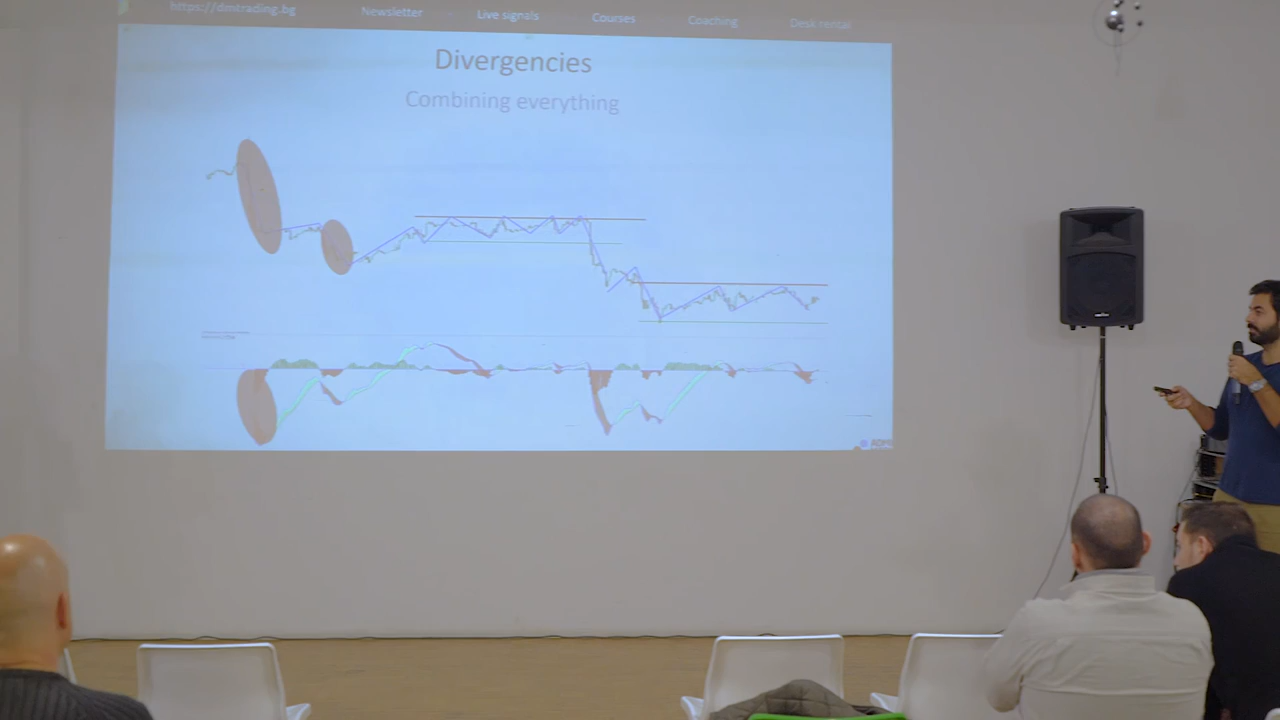 https://dmtrading.bg Newsletter Live signals Courses Coaching Desk rental
Divergencies
Combining everything